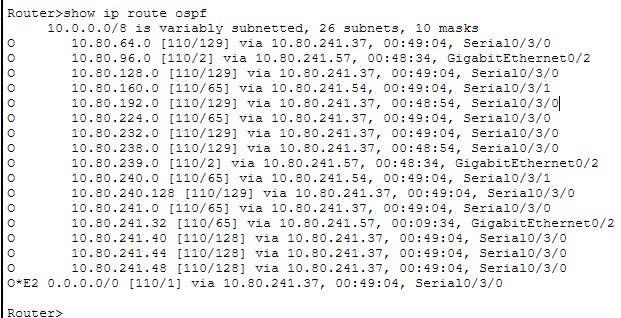 Router>show ip route ospf
10.0.0.0/8 is variably subnetted, 26 subnets, 10 masks
O 10.80.64.0 [110/129] via 10.80.241.37, 00:49:04, Serial0/3/0
O 10.80.96.0 [110/2] via 10.80.241.57, 00:48:34, GigabitEthernet0/2
O 10.80.128.0 [110/129] via 10.80.241.37, 00:49:04, Serial0/3/0
O 10.80.160.0 [110/65] via 10.80.241.54, 00:49:04, Serial0/3/1
O 10.80.192.0 [110/129] via 10.80.241.37, 00:48:54, Serial0/3/0
O 10.80.224.0 [110/65] via 10.80.241.37, 00:49:04, Serial0/3/0
O 10.80.232.0 [110/129] via 10.80.241.37, 00:49:04, Serial0/3/0
O 10.80.238.0 [110/129] via 10.80.241.37, 00:48:54, Serial0/3/0
O 10.80.239.0 [110/2] via 10.80.241.57, 00:48:34, GigabitEthernet0/2
O 10.80.240.0 [110/65] via 10.80.241.54, 00:49:04, Serial0/3/1
O 10.80.240.128 [110/129] via 10.80.241.37, 00:49:04, Serial0/3/0
O 10.80.241.0 [110/65] via 10.80.241.37, 00:49:04, Serial0/3/0
O 10.80.241.32 [110/65] via 10.80.241.57, 00:09:34, GigabitEthernet0/2
O 10.80.241.40 [110/128] via 10.80.241.37, 00:49:04, Serial0/3/0
O 10.80.241.44 [110/128] via 10.80.241.37, 00:49:04, Serial0/3/0
O 10.80.241.48 [110/128] via 10.80.241.37, 00:49:04, Serial0/3/0
O*E2 0.0.0.0/0 [110/1] via 10.80.241.37, 00:49:04, Serial0/3/0
Router>